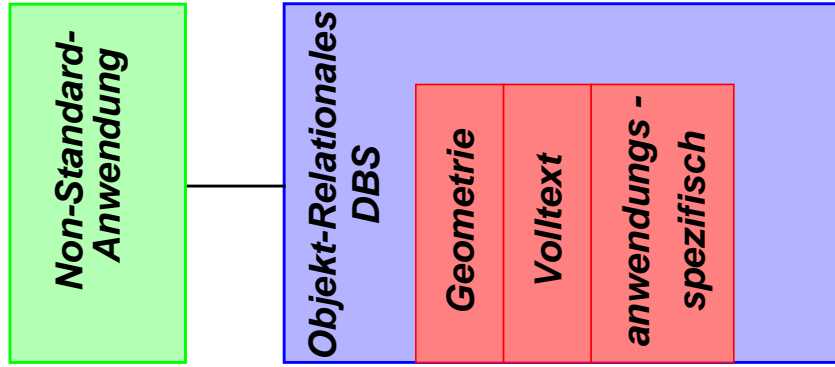 Non-Standard-
Anwendung
Objekt-Relationales
DBS
Geometrie
Volltext
anwendungs -
spezifisch